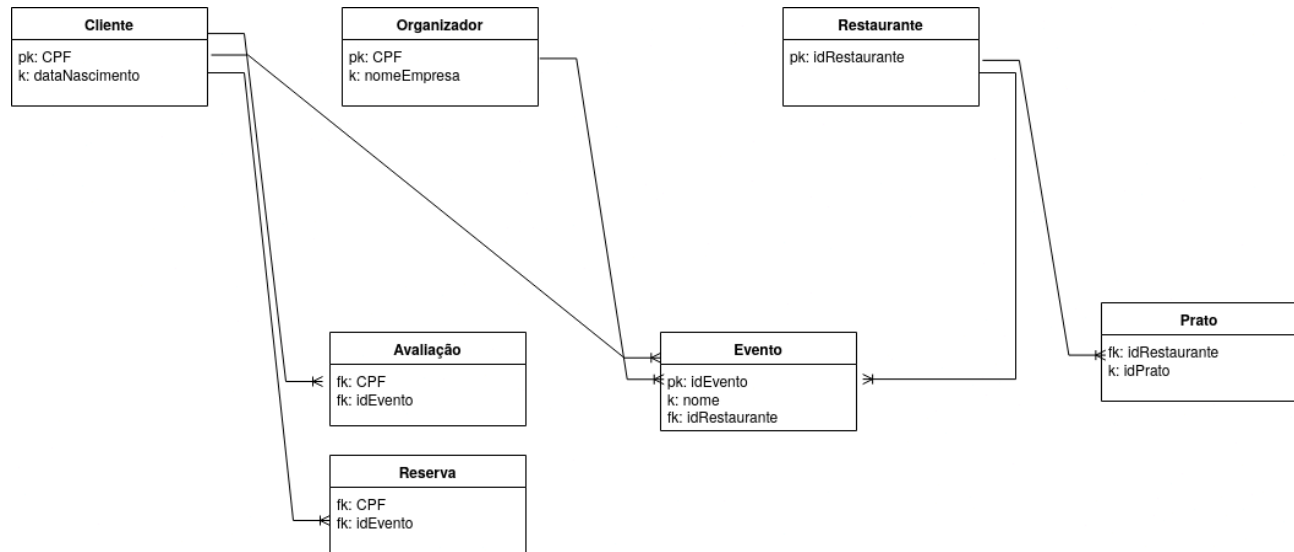 Cliente
pk: CPF
k: dataNascimento
Organizador
pk: CPF
k: nomeEmpresa
Restaurante
pk: idRestaurante
Prato
fk: idRestaurante
k: idPrato
Avaliação
fk: CPF
fk: idEvento
Evento
pk: idEvento
k: nome
fk: idRestaurante
Reserva
fk: CPF
fk: idEvento